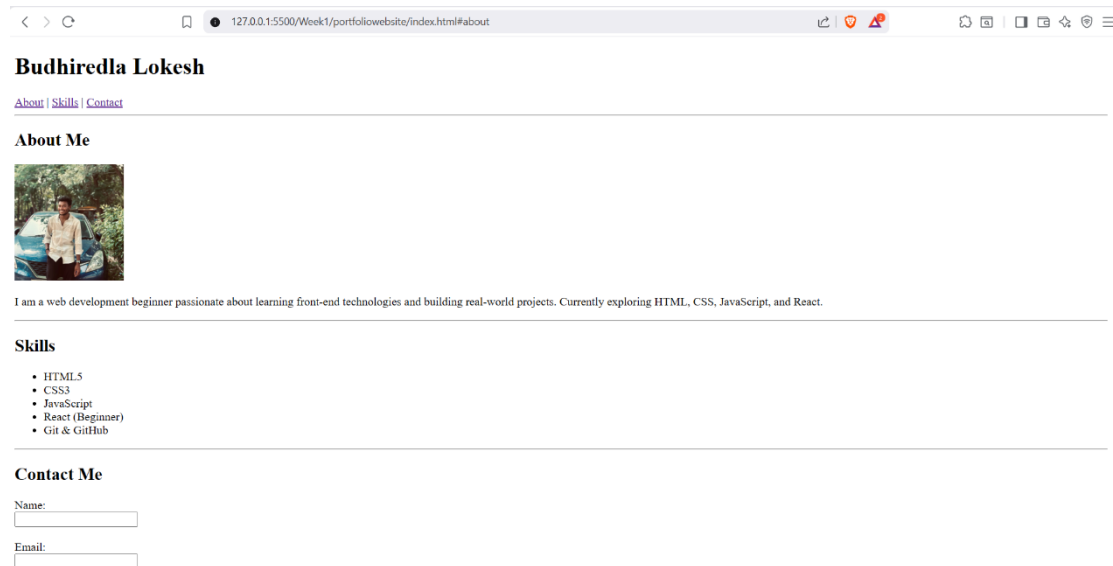 127.0.0.1:5500/Week1/portfoliowebsite/index.html#about
Budhiredla Lokesh
About | Skills | Contact
About Me
I am a web development beginner passionate about learning front-end technologies and building real-world projects. Currently exploring HTML, CSS, JavaScript, and React.
Skills
• HTML5
• CSS3
• JavaScript
• React (Beginner)
• Git & GitHub
Contact Me
Name:
Email: